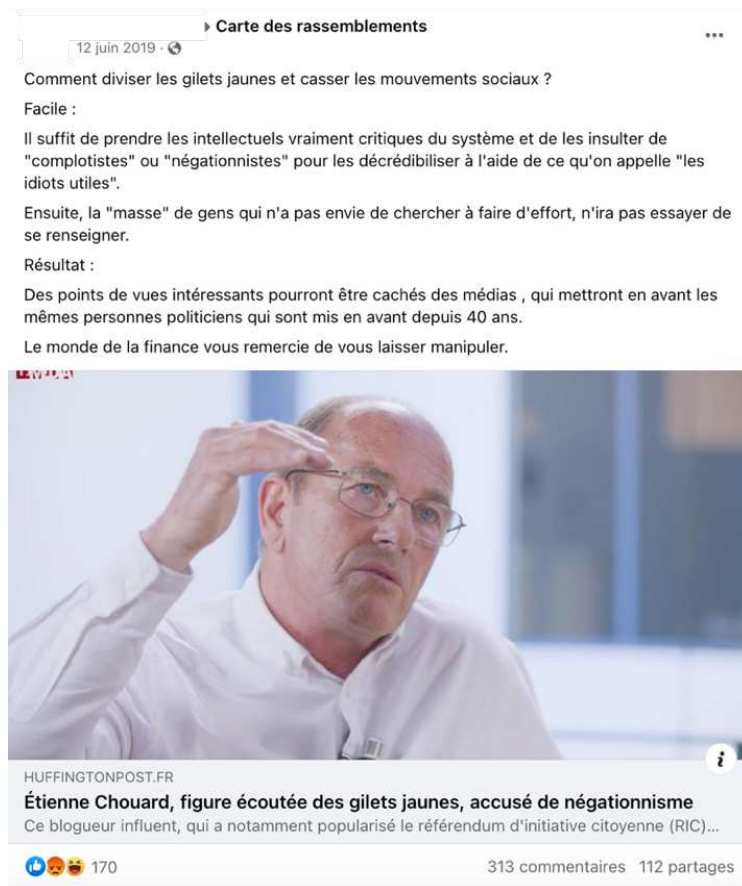 Carte des rassemblements
12 juin 2019 ·
Comment diviser les gilets jaunes et casser les mouvements sociaux ?
Facile :
Il suffit de prendre les intellectuels vraiment critiques du système et de les insulter de
"complotistes" ou "négationnistes" pour les décrédibiliser à l'aide de ce qu'on appelle "les
idiots utiles".
Ensuite, la "masse" de gens qui n'a pas envie de chercher à faire d'effort, n'ira pas essayer de
se renseigner.
Résultat :
Des points de vues intéressants pourront être cachés des médias , qui mettront en avant les
mêmes personnes politiciens qui sont mis en avant depuis 40 ans.
Le monde de la finance vous remercie de vous laisser manipuler.
HUFFINGTONPOST.FR
Étienne Chouard, figure écoutée des gilets jaunes, accusé de négationnisme
Ce blogueur influent, qui a notamment popularisé le référendum d'initiative citoyenne (RIC)...
170
313 commentaires 112 partages